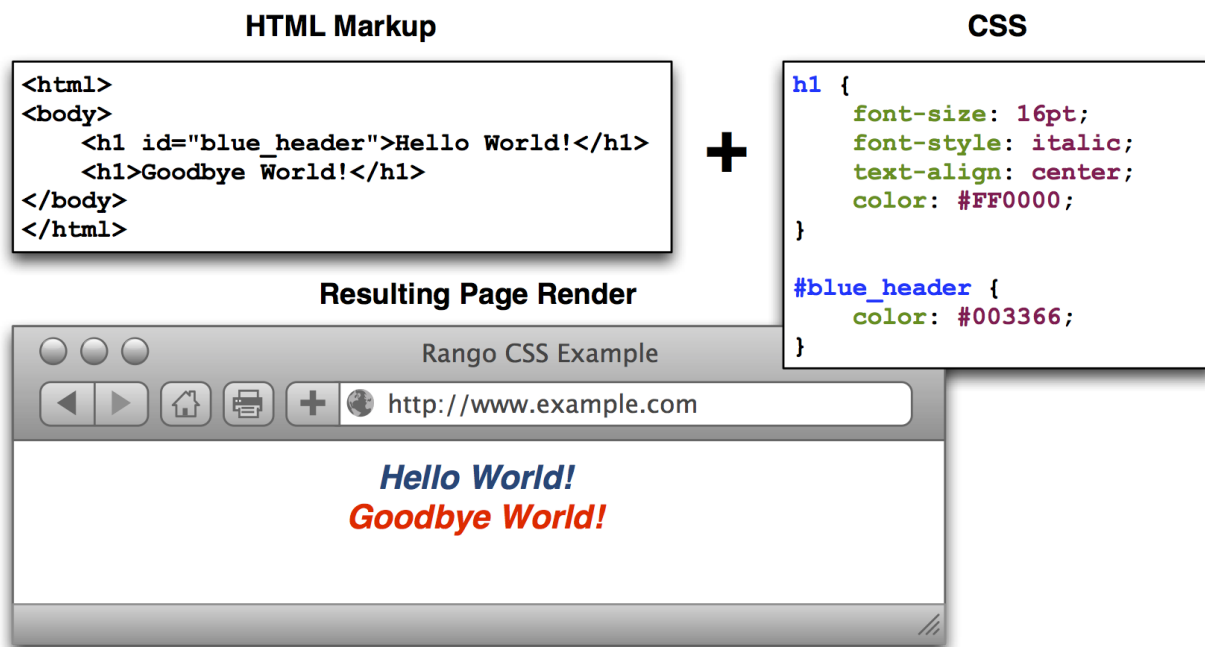 HTML Markup
<html>
<body>
    <h1 id="blue_header">Hello World!</h1>
    <h1>Goodbye World!</h1>
</body>
</html>
+
CSS
h1 {
    font-size: 16pt;
    font-style: italic;
    text-align: center;
    color: #FF0000;
}
#blue_header {
    color: #003366;
}
Resulting Page Render
Rango CSS Example
http://www.example.com
Hello World!
Goodbye World!